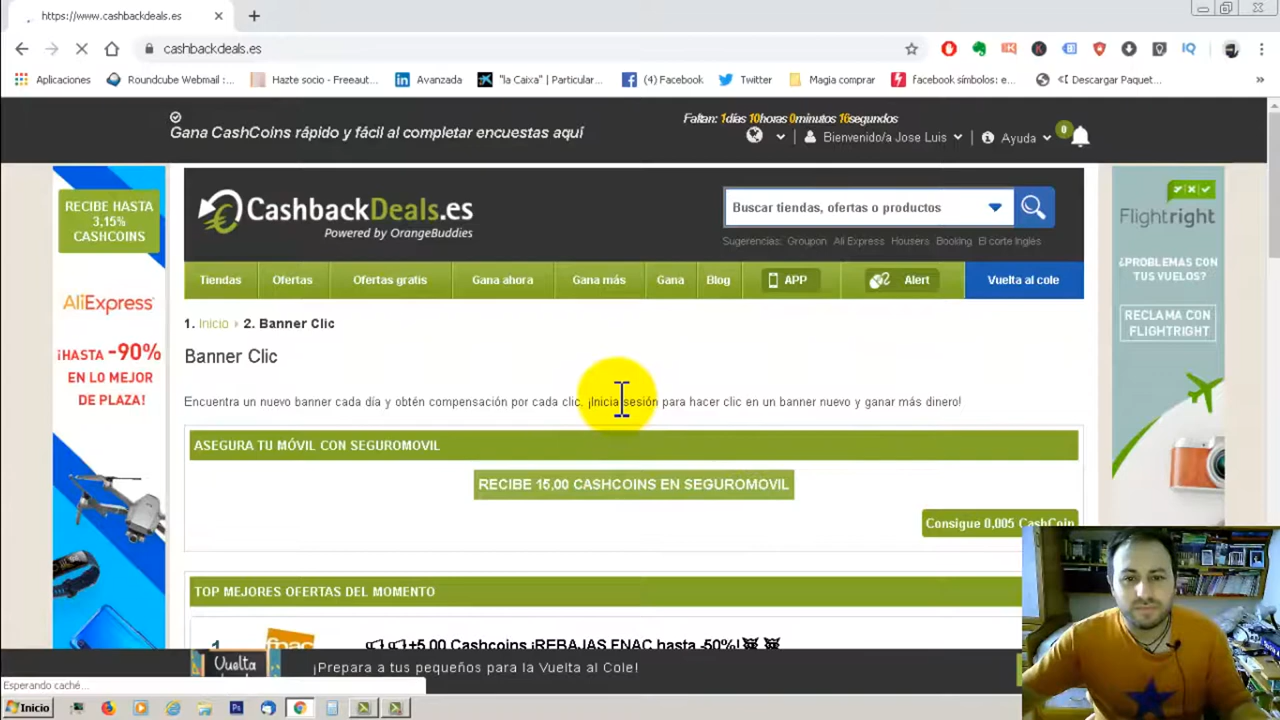 https://www.cashbackdeals.es
cashbackdeals.es
Aplicaciones
Roundcube Webmail :...
Hazte socio - Freeaut...
Avanzada
"la Caixa" | Particular...
(4) Facebook
Twitter
Magia comprar
facebook símbolos: e...
Descargar Paquet...
»
Gana CashCoins rápido y fácil al completar encuestas aquí
Faltan: 1días 10horas 0minutos 16segundos
Bienvenido/a Jose Luis
Ayuda
0
RECIBE HASTA
3,15%
CASHCOINS
AliExpress
¡HASTA -90%
EN LO MEJOR
DE PLAZA!
CashbackDeals.es
Powered by OrangeBuddies
Buscar tiendas, ofertas o productos
Sugerencias: Groupon Ali Express Housers Booking El corte Inglés
Tiendas
Ofertas
Ofertas gratis
Gana ahora
Gana más
Gana
Blog
APP
Alert
Vuelta al cole
1. Inicio » 2. Banner Clic
Banner Clic
Encuentra un nuevo banner cada día y obtén compensación por cada clic. ¡Inicia sesión para hacer clic en un banner nuevo y ganar más dinero!
ASEGURA TU MÓVIL CON SEGUROMOVIL
RECIBE 15,00 CASHCOINS EN SEGUROMOVIL
Consigue 0,005 CashCoin
TOP MEJORES OFERTAS DEL MOMENTO
1
fnac
+5,00 Cashcoins ¡REBAJAS FNAC hasta -50%!
Flightright
¿PROBLEMAS CON
TUS VUELOS?
RECLAMA CON
FLIGHTRIGHT
Vuelta
¡Prepara a tus pequeños para la Vuelta al Cole!
Esperando caché...
Inicio